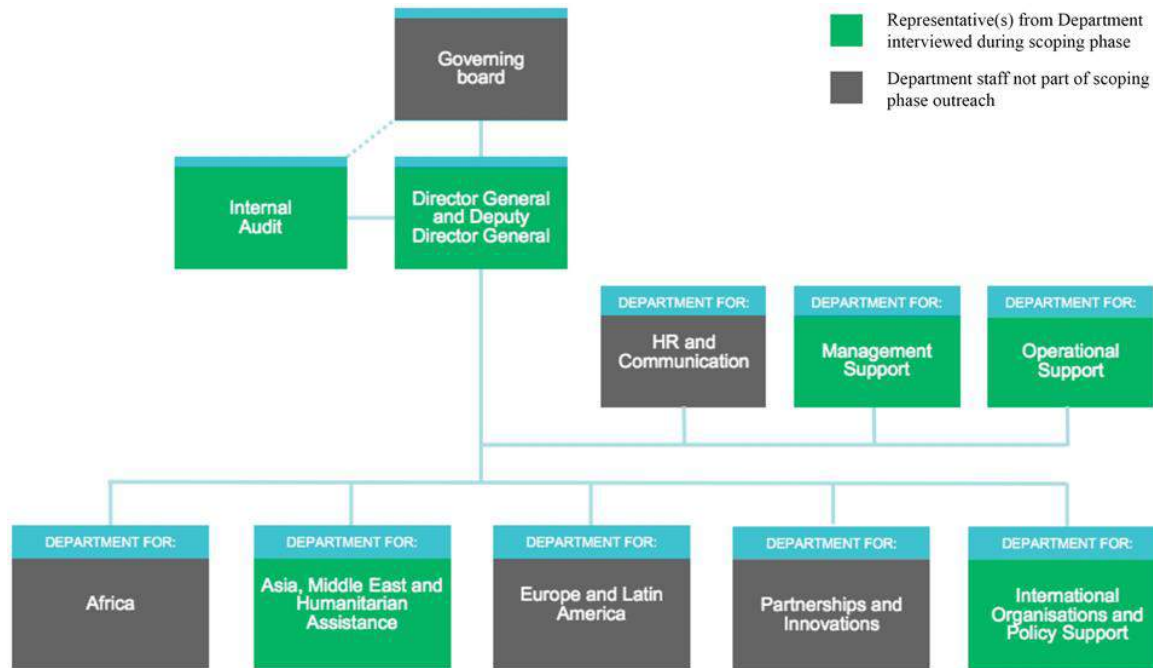 Representative(s) from Department
interviewed during scoping phase
Department staff not part of scoping
phase outreach
Governing
board
Internal
Audit
Director General
and Deputy
Director General
DEPARTMENT FOR:
HR and
Communication
DEPARTMENT FOR:
Management
Support
DEPARTMENT FOR:
Operational
Support
DEPARTMENT FOR:
Africa
DEPARTMENT FOR:
Asia, Middle East and
Humanitarian
Assistance
DEPARTMENT FOR:
Europe and Latin
America
DEPARTMENT FOR:
Partnerships and
Innovations
DEPARTMENT FOR:
International
Organisations and
Policy Support